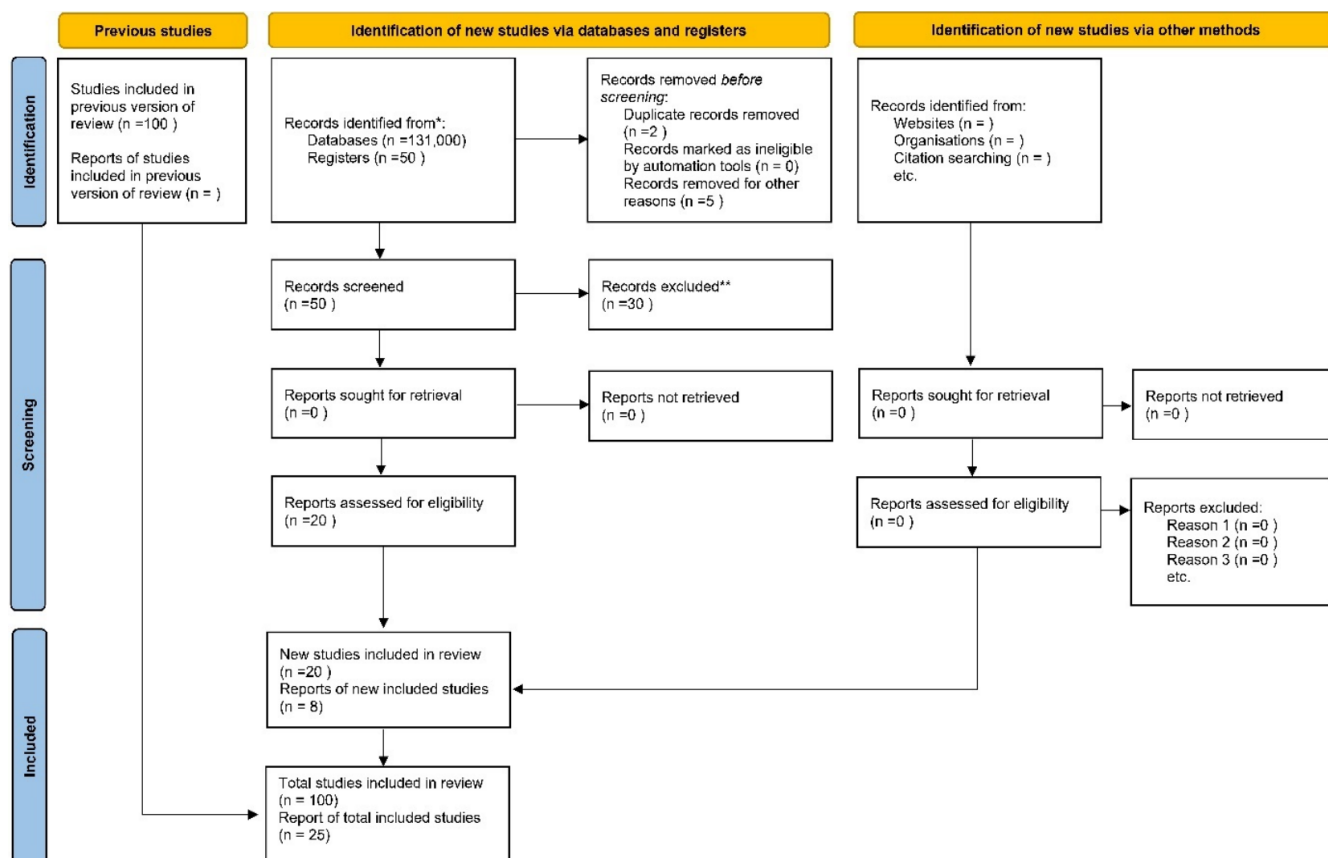 Previous studies
Identification of new studies via databases and registers
Identification of new studies via other methods
Identification
Studies included in
previous version of
review (n =100 )
Reports of studies
included in previous
version of review (n = )
Records identified from*:
Databases (n =131,000)
Registers (n =50 )
Records removed before
screening:
Duplicate records removed
(n =2 )
Records marked as ineligible
by automation tools (n = 0)
Records removed for other
reasons (n =5 )
Records identified from:
Websites (n = )
Organisations (n = )
Citation searching (n = )
etc.
Screening
Records screened
(n =50 )
Records excluded**
(n =30 )
Reports sought for retrieval
(n =0 )
Reports not retrieved
(n =0 )
Reports sought for retrieval
(n =0 )
Reports not retrieved
(n =0 )
Reports assessed for eligibility
(n =20 )
Reports assessed for eligibility
(n =0 )
Reports excluded:
Reason 1 (n =0 )
Reason 2 (n =0 )
Reason 3 (n =0 )
etc.
Included
New studies included in review
(n =20 )
Reports of new included studies
(n = 8)
Total studies included in review
(n = 100)
Report of total included studies
(n = 25)